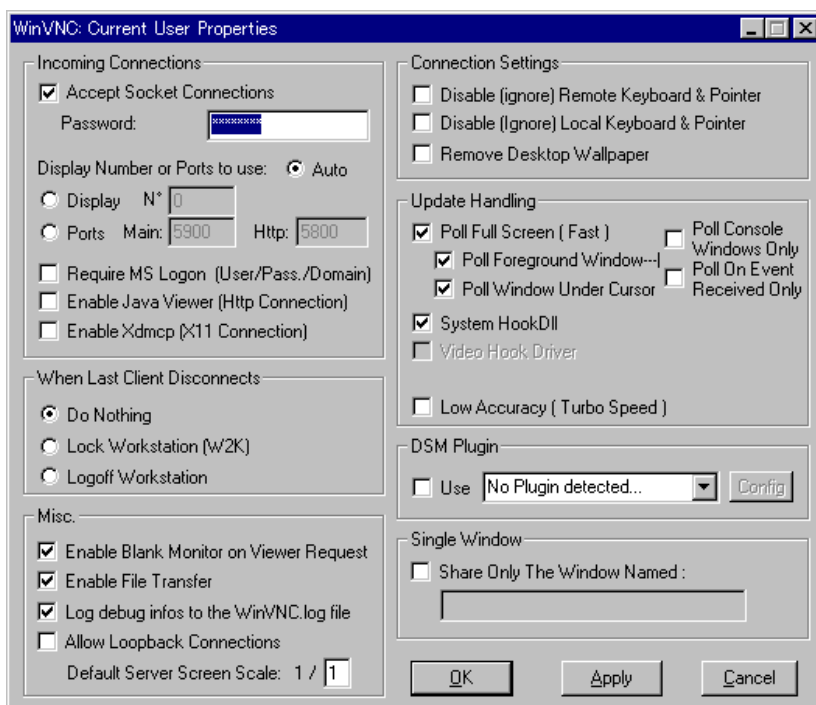 WinVNC: Current User Properties
Incoming Connections
Accept Socket Connections
Password: ********
Display Number or Ports to use: Auto
Display N° 0
Ports Main: 5900 Http: 5800
Require MS Logon (User/Pass./Domain)
Enable Java Viewer (Http Connection)
Enable Xdmcp (X11 Connection)
When Last Client Disconnects
Do Nothing
Lock Workstation (W2K)
Logoff Workstation
Misc.
Enable Blank Monitor on Viewer Request
Enable File Transfer
Log debug infos to the WinVNC.log file
Allow Loopback Connections
Default Server Screen Scale: 1 / 1
Connection Settings
Disable (ignore) Remote Keyboard & Pointer
Disable (Ignore) Local Keyboard & Pointer
Remove Desktop Wallpaper
Update Handling
Poll Full Screen ( Fast )
Poll Foreground Window---|
Poll Window Under Cursor
Poll Console
Windows Only
Poll On Event
Received Only
System HookDll
Video Hook Driver
Low Accuracy ( Turbo Speed )
DSM Plugin
Use No Plugin detected... Config
Single Window
Share Only The Window Named :
OK Apply Cancel